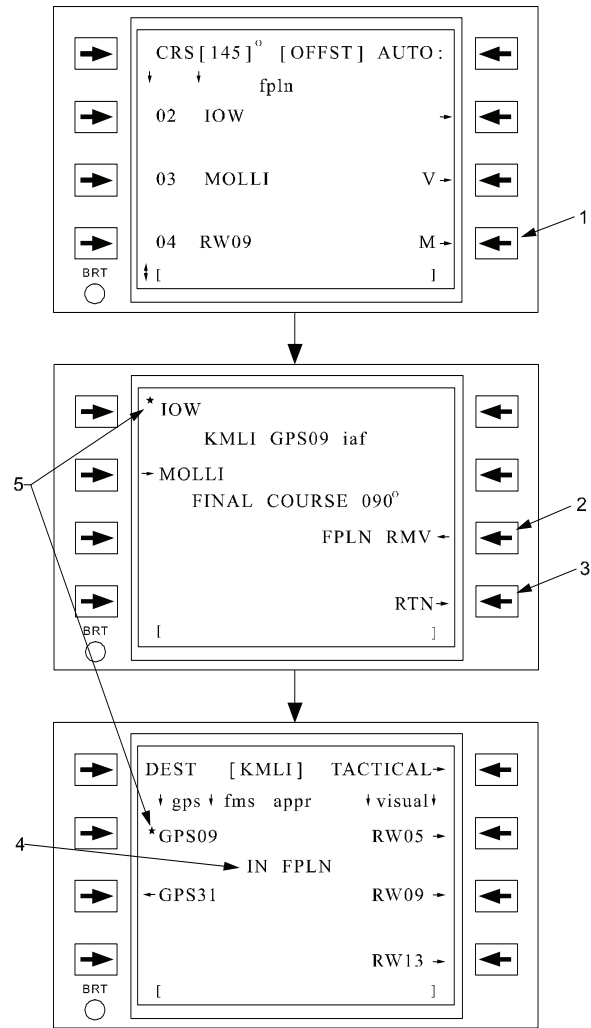 CRS[145]° [OFFST] AUTO:
↓ ↓ fpln
02 IOW →
03 MOLLI V→
04 RW09 M→
1
BRT
[ ]
*IOW
KMLI GPS09 iaf
→MOLLI
5
FINAL COURSE 090°
2
FPLN RMV←
3
RTN→
BRT
[ ]
DEST [KMLI] TACTICAL→
↓gps↓ fms appr ↓visual↓
*GPS09 RW05 →
4
IN FPLN
←GPS31 RW09 →
RW13 →
BRT
[ ]